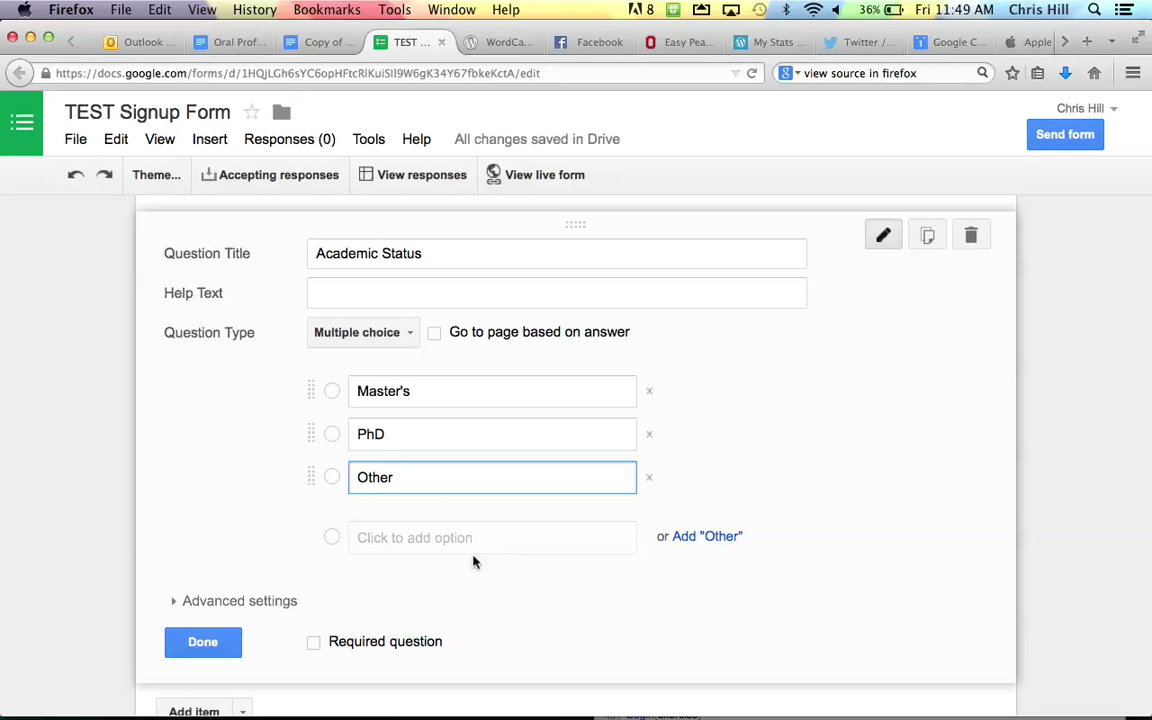 Firefox File Edit View History Bookmarks Tools Window Help 8 36% Fri 11:49 AM Chris Hill
Outlook ... Oral Prof... Copy of ... TEST ... WordCa... Facebook Easy Pea... My Stats ... Twitter / ... Google C... Apple
https://docs.google.com/forms/d/1HQjLGh6sYC6opHFtcRlKuiSlI9W6gK34Y67fbkeKctA/edit view source in firefox
TEST Signup Form
Chris Hill
File Edit View Insert Responses (0) Tools Help All changes saved in Drive
Send form
Theme... Accepting responses View responses View live form
Question Title Academic Status
Help Text
Question Type Multiple choice Go to page based on answer
Master's x
PhD x
Other x
Click to add option or Add "Other"
Advanced settings
Done Required question
Add item